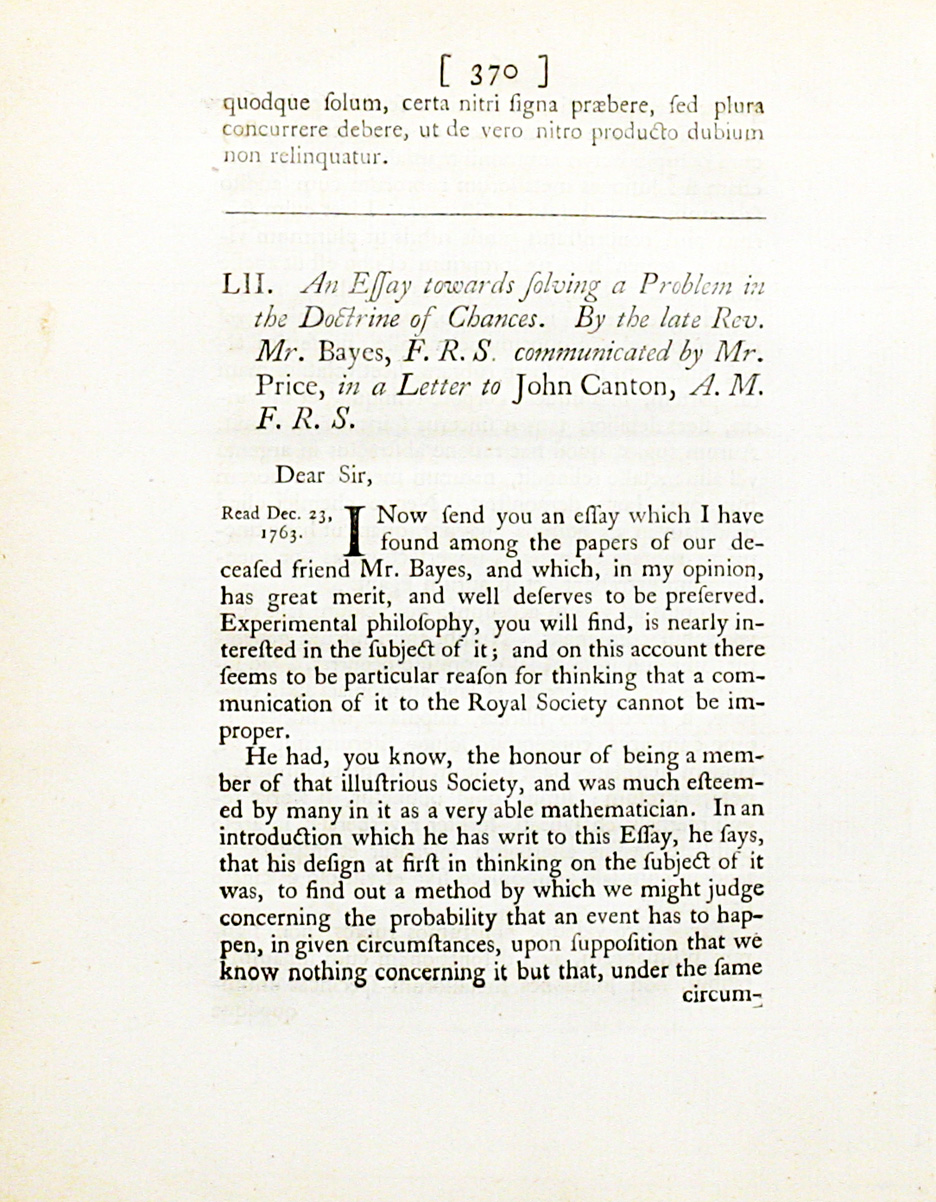 [ 370 ]
quodque ſolum, certa nitri ſigna præbere, ſed plura
concurrere debere, ut de vero nitro producto dubium
non relinquatur.
LII. An Eſſay towards ſolving a Problem in
the Doctrine of Chances. By the late Rev.
Mr. Bayes, F. R. S. communicated by Mr.
Price, in a Letter to John Canton, A. M.
F. R. S.
Dear Sir,
Read Dec. 23, 1763.
I Now ſend you an eſſay which I have
found among the papers of our de-
ceaſed friend Mr. Bayes, and which, in my opinion,
has great merit, and well deſerves to be preſerved.
Experimental philoſophy, you will find, is nearly in-
tereſted in the ſubject of it; and on this account there
ſeems to be particular reaſon for thinking that a com-
munication of it to the Royal Society cannot be im-
proper.
He had, you know, the honour of being a mem-
ber of that illuſtrious Society, and was much eſteem-
ed by many in it as a very able mathematician. In an
introduction which he has writ to this Eſſay, he ſays,
that his deſign at firſt in thinking on the ſubject of it
was, to find out a method by which we might judge
concerning the probability that an event has to hap-
pen, in given circumſtances, upon ſuppoſition that we
know nothing concerning it but that, under the ſame
circum-